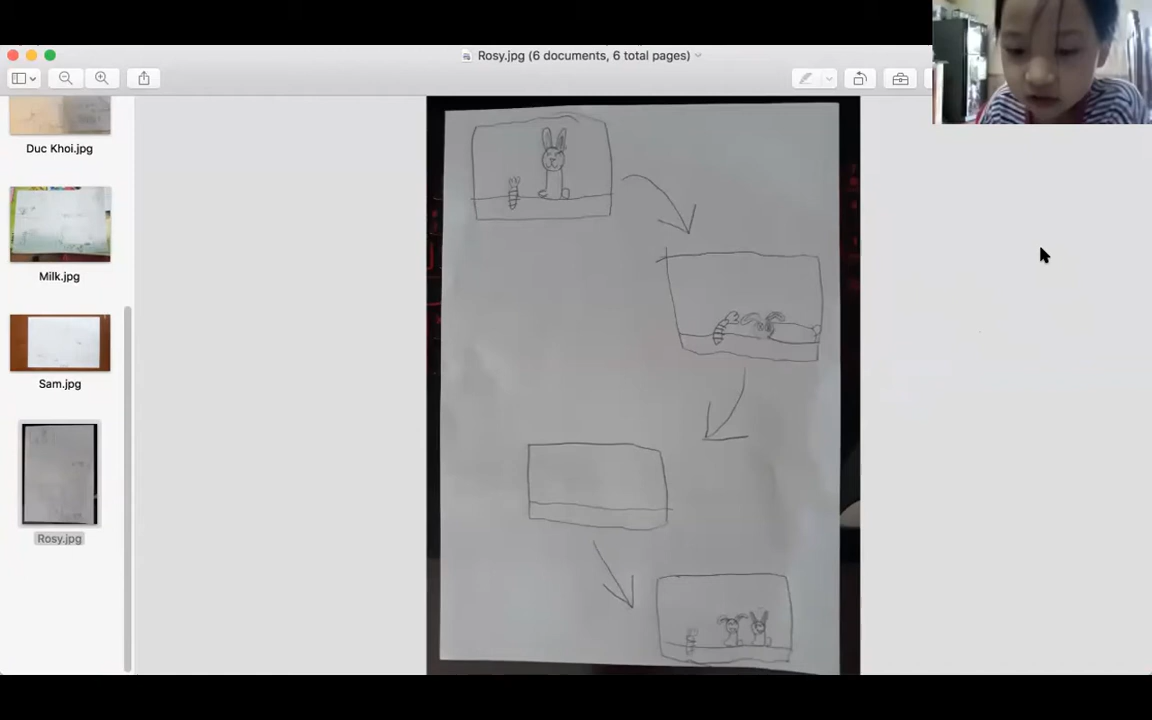 Rosy.jpg (6 documents, 6 total pages)
Duc Khoi.jpg
Milk.jpg
Sam.jpg
Rosy.jpg